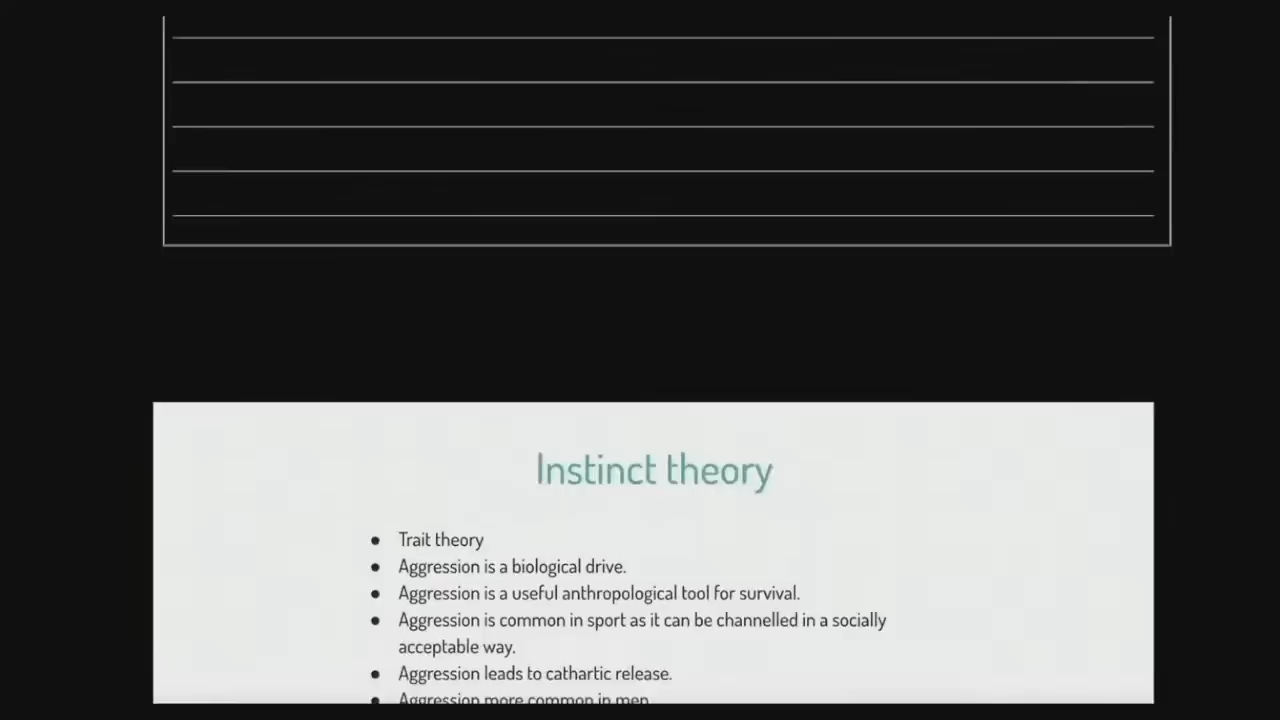 Instinct theory
● Trait theory
● Aggression is a biological drive.
● Aggression is a useful anthropological tool for survival.
● Aggression is common in sport as it can be channelled in a socially
acceptable way.
● Aggression leads to cathartic release.
● Aggression more common in men